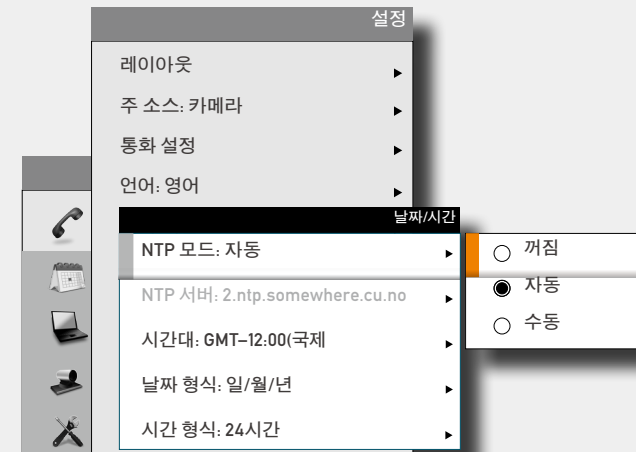 설정
레이아웃
주 소스: 카메라
통화 설정
언어: 영어
날짜/시간
NTP 모드: 자동
NTP 서버: 2.ntp.somewhere.cu.no
시간대: GMT–12:00(국제
날짜 형식: 일/월/년
시간 형식: 24시간
꺼짐
자동
수동